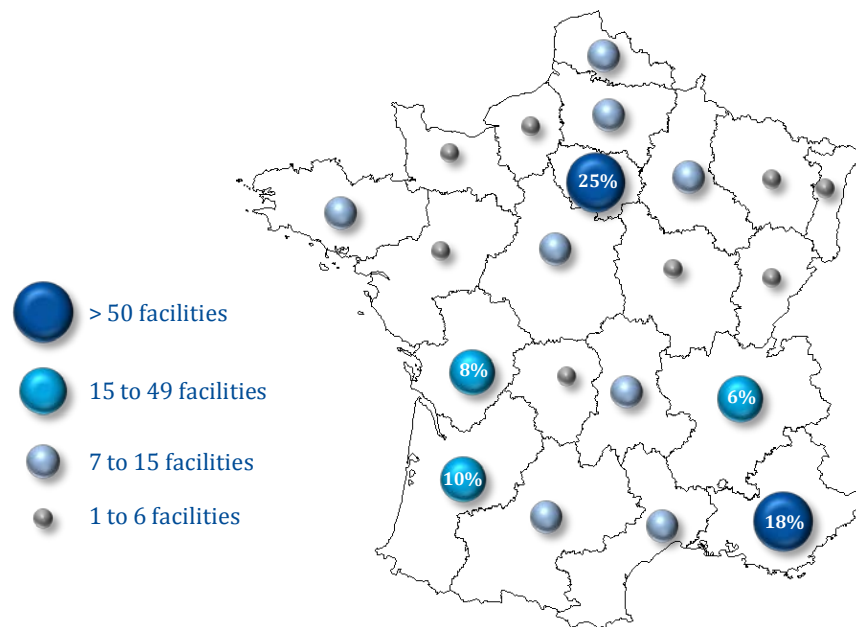 25%
> 50 facilities
8%
15 to 49 facilities
6%
7 to 15 facilities
10%
1 to 6 facilities
18%